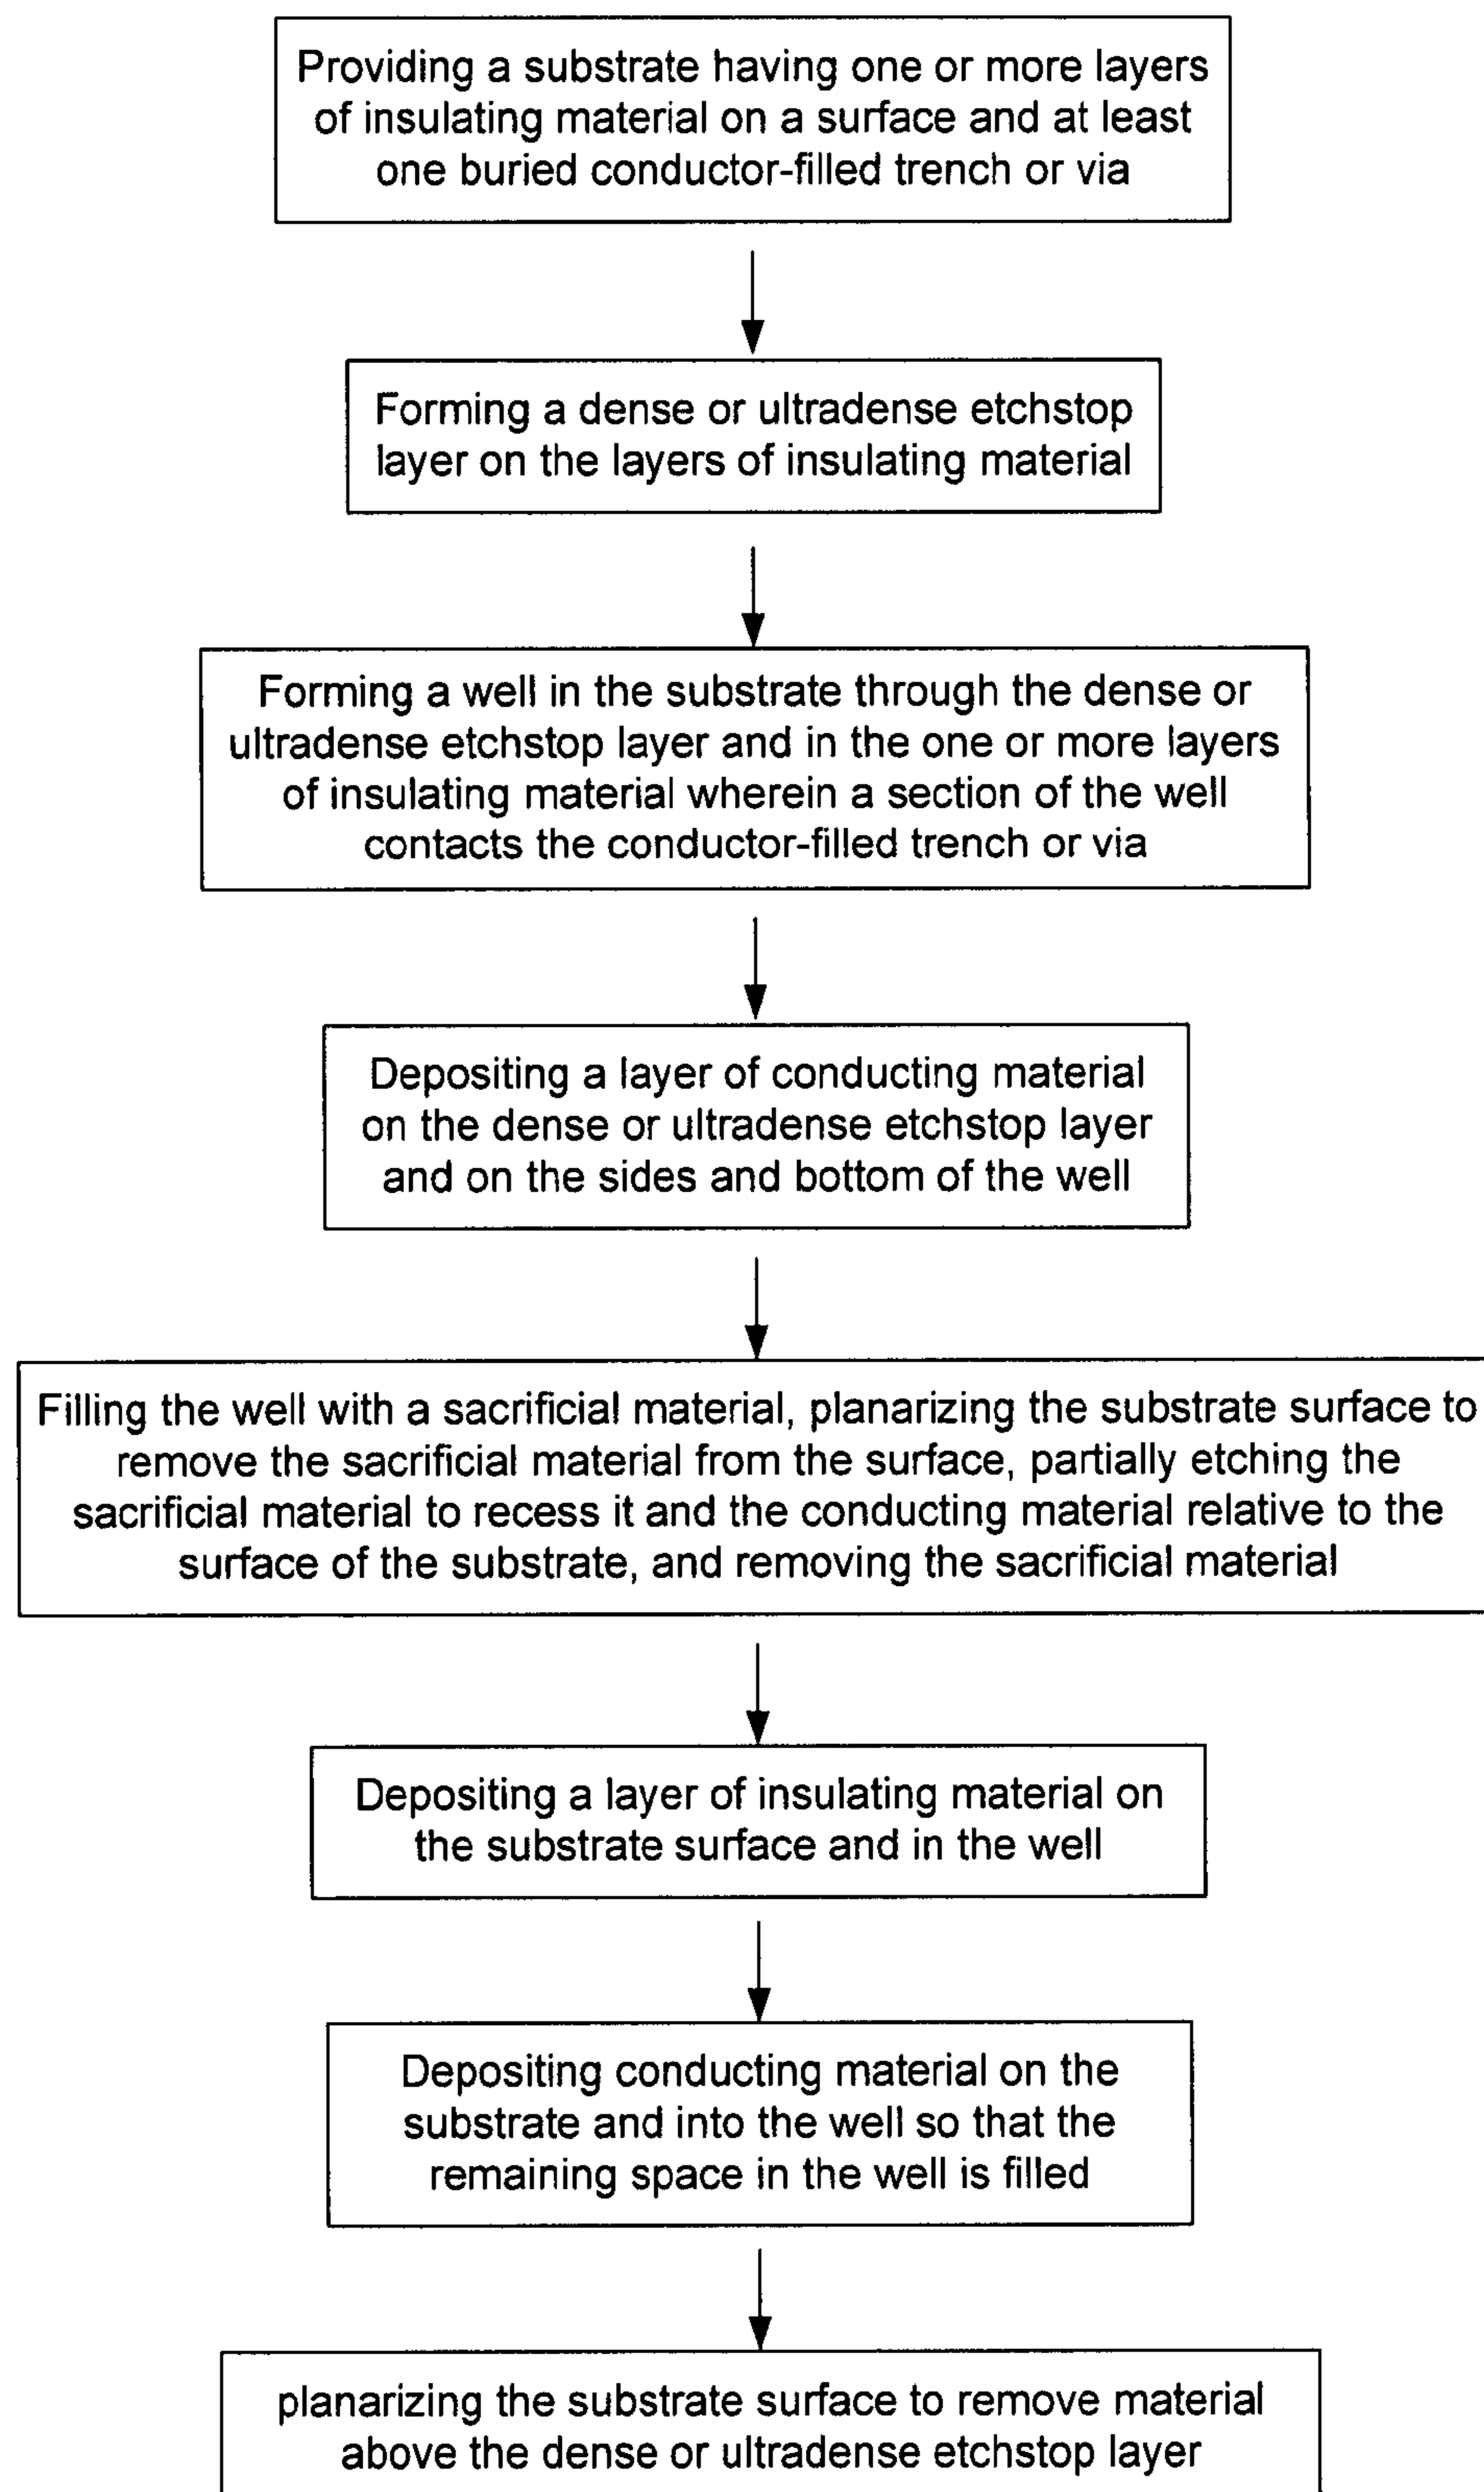 Providing a substrate having one or more layers
of insulating material on a surface and at least
one buried conductor-filled trench or via
Forming a dense or ultradense etchstop
layer on the layers of insulating material
Forming a well in the substrate through the dense or
ultradense etchstop layer and in the one or more layers
of insulating material wherein a section of the well
contacts the conductor-filled trench or via
Depositing a layer of conducting material
on the dense or ultradense etchstop layer
and on the sides and bottom of the well
Filling the well with a sacrificial material, planarizing the substrate surface to
remove the sacrificial material from the surface, partially etching the
sacrificial material to recess it and the conducting material relative to the
surface of the substrate, and removing the sacrificial material
Depositing a layer of insulating material on
the substrate surface and in the well
Depositing conducting material on the
substrate and into the well so that the
remaining space in the well is filled
planarizing the substrate surface to remove material
above the dense or ultradense etchstop layer